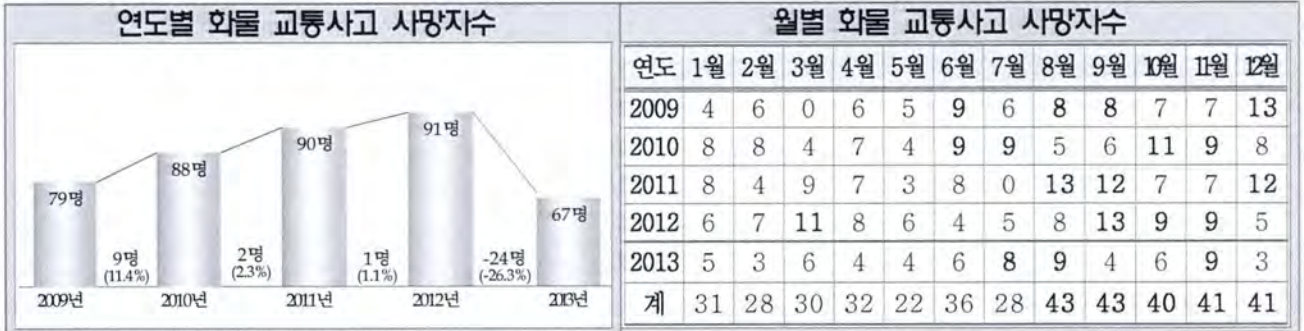 연도별 화물 교통사고 사망자수
79명
88명
90명
91명
67명
9명
(11.4%)
2명
(2.3%)
1명
(1.1%)
-24명
(-26.3%)
2009년 2010년 2011년 2012년 2013년
월별 화물 교통사고 사망자수
연도 1월 2월 3월 4월 5월 6월 7월 8월 9월 10월 11월 12월
2009 4 6 0 6 5 9 6 8 8 7 7 13
2010 8 8 4 7 4 9 9 5 6 11 9 8
2011 8 4 9 7 3 8 0 13 12 7 7 12
2012 6 7 11 8 6 4 5 8 13 9 9 5
2013 5 3 6 4 4 6 8 9 4 6 9 3
계 31 28 30 32 22 36 28 43 43 40 41 41